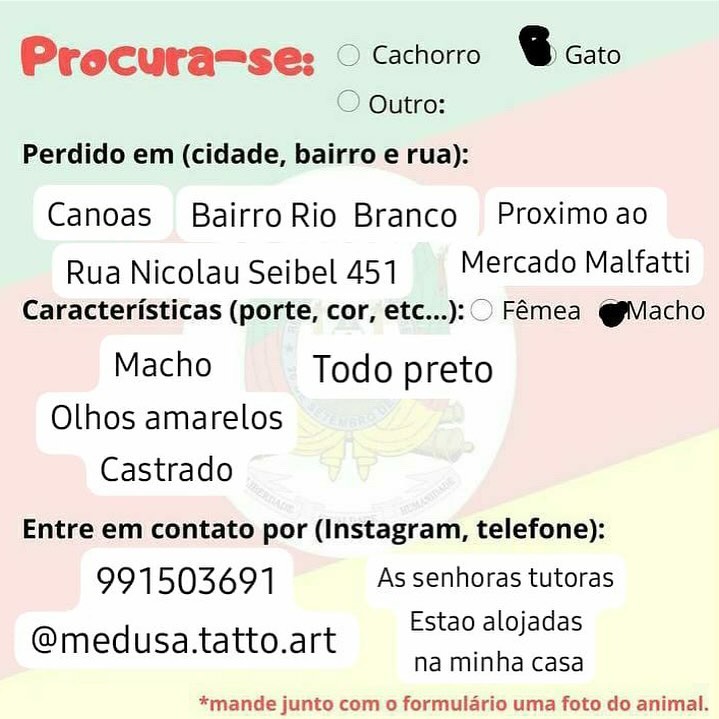 Procura-se: Cachorro Gato
Outro:
Perdido em (cidade, bairro e rua):
Canoas Bairro Rio Branco Proximo ao
Rua Nicolau Seibel 451 Mercado Malfatti
Características (porte, cor, etc...): Fêmea Macho
Macho Todo preto
Olhos amarelos
Castrado
Entre em contato por (Instagram, telefone):
991503691 As senhoras tutoras
@medusa.tatto.art Estao alojadas
na minha casa
*mande junto com o formulário uma foto do animal.